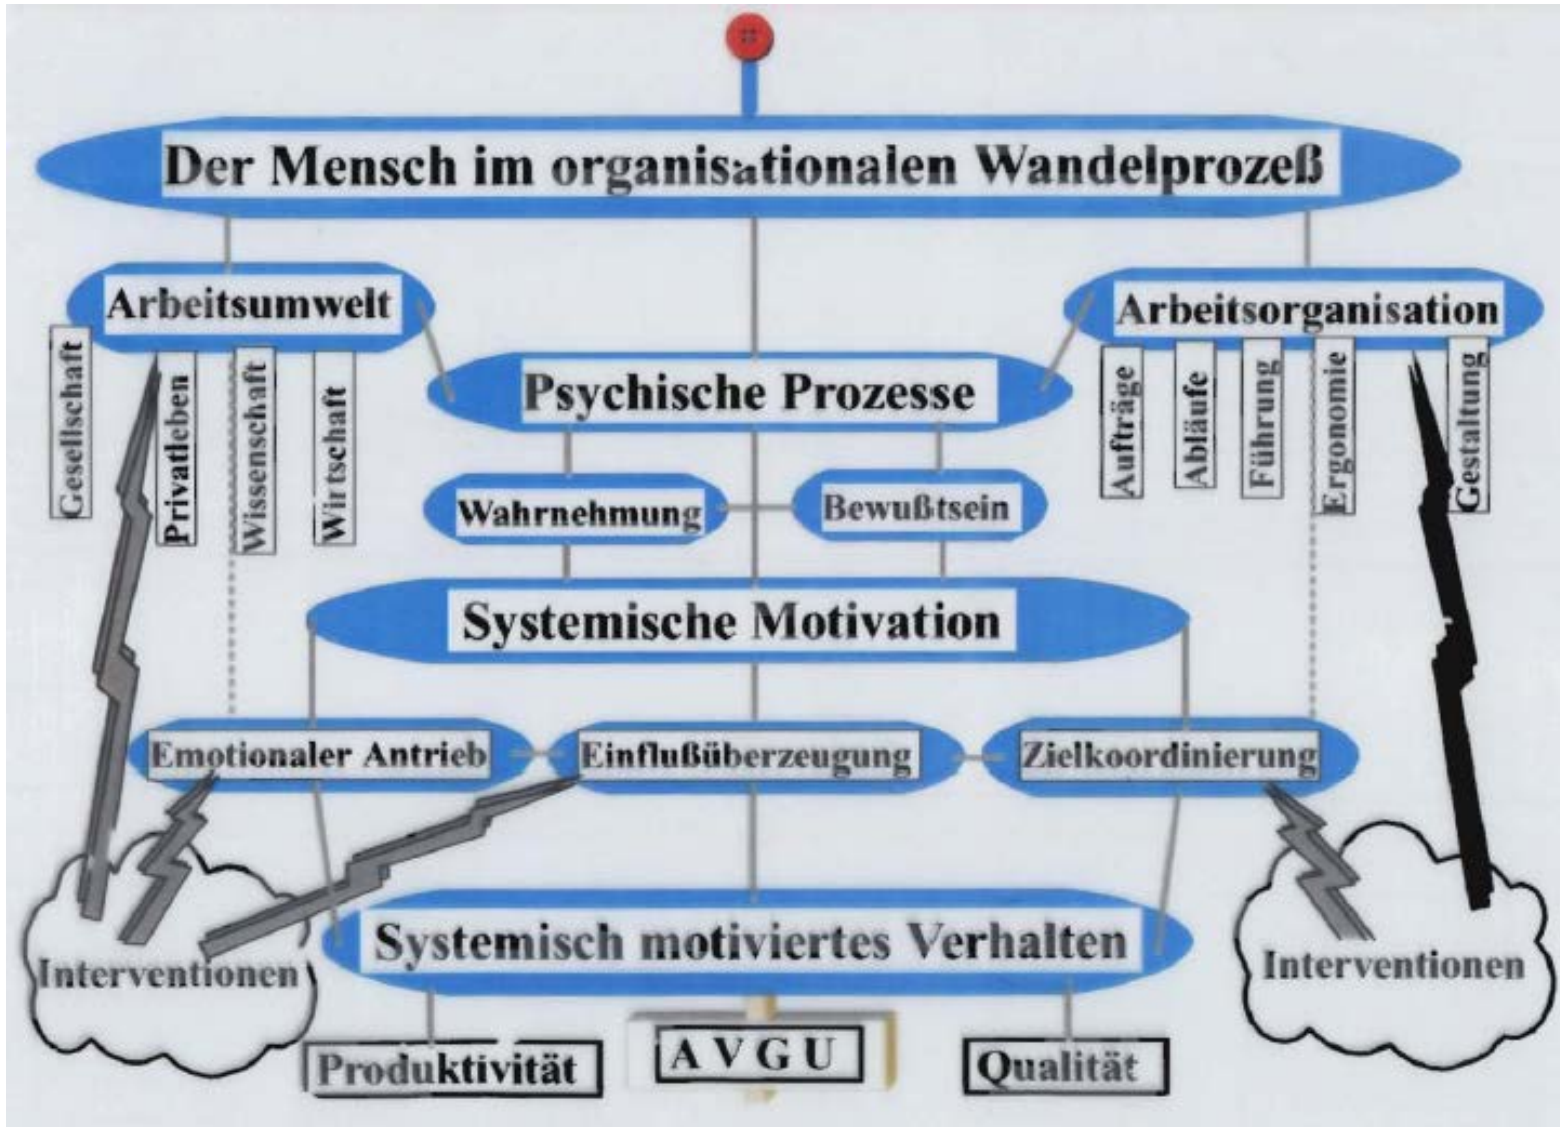 Der Mensch im organisationalen Wandelprozeß
Arbeitsumwelt
Arbeitsorganisation
Gesellschaft
Privatleben
Wissenschaft
Wirtschaft
Psychische Prozesse
Aufträge
Abläufe
Führung
Ergonomie
Gestaltung
Wahrnehmung
Bewußtsein
Systemische Motivation
Emotionaler Antrieb
Einflußüberzeugung
Zielkoordinierung
Systemisch motiviertes Verhalten
Interventionen
Interventionen
Produktivität
A V G U
Qualität